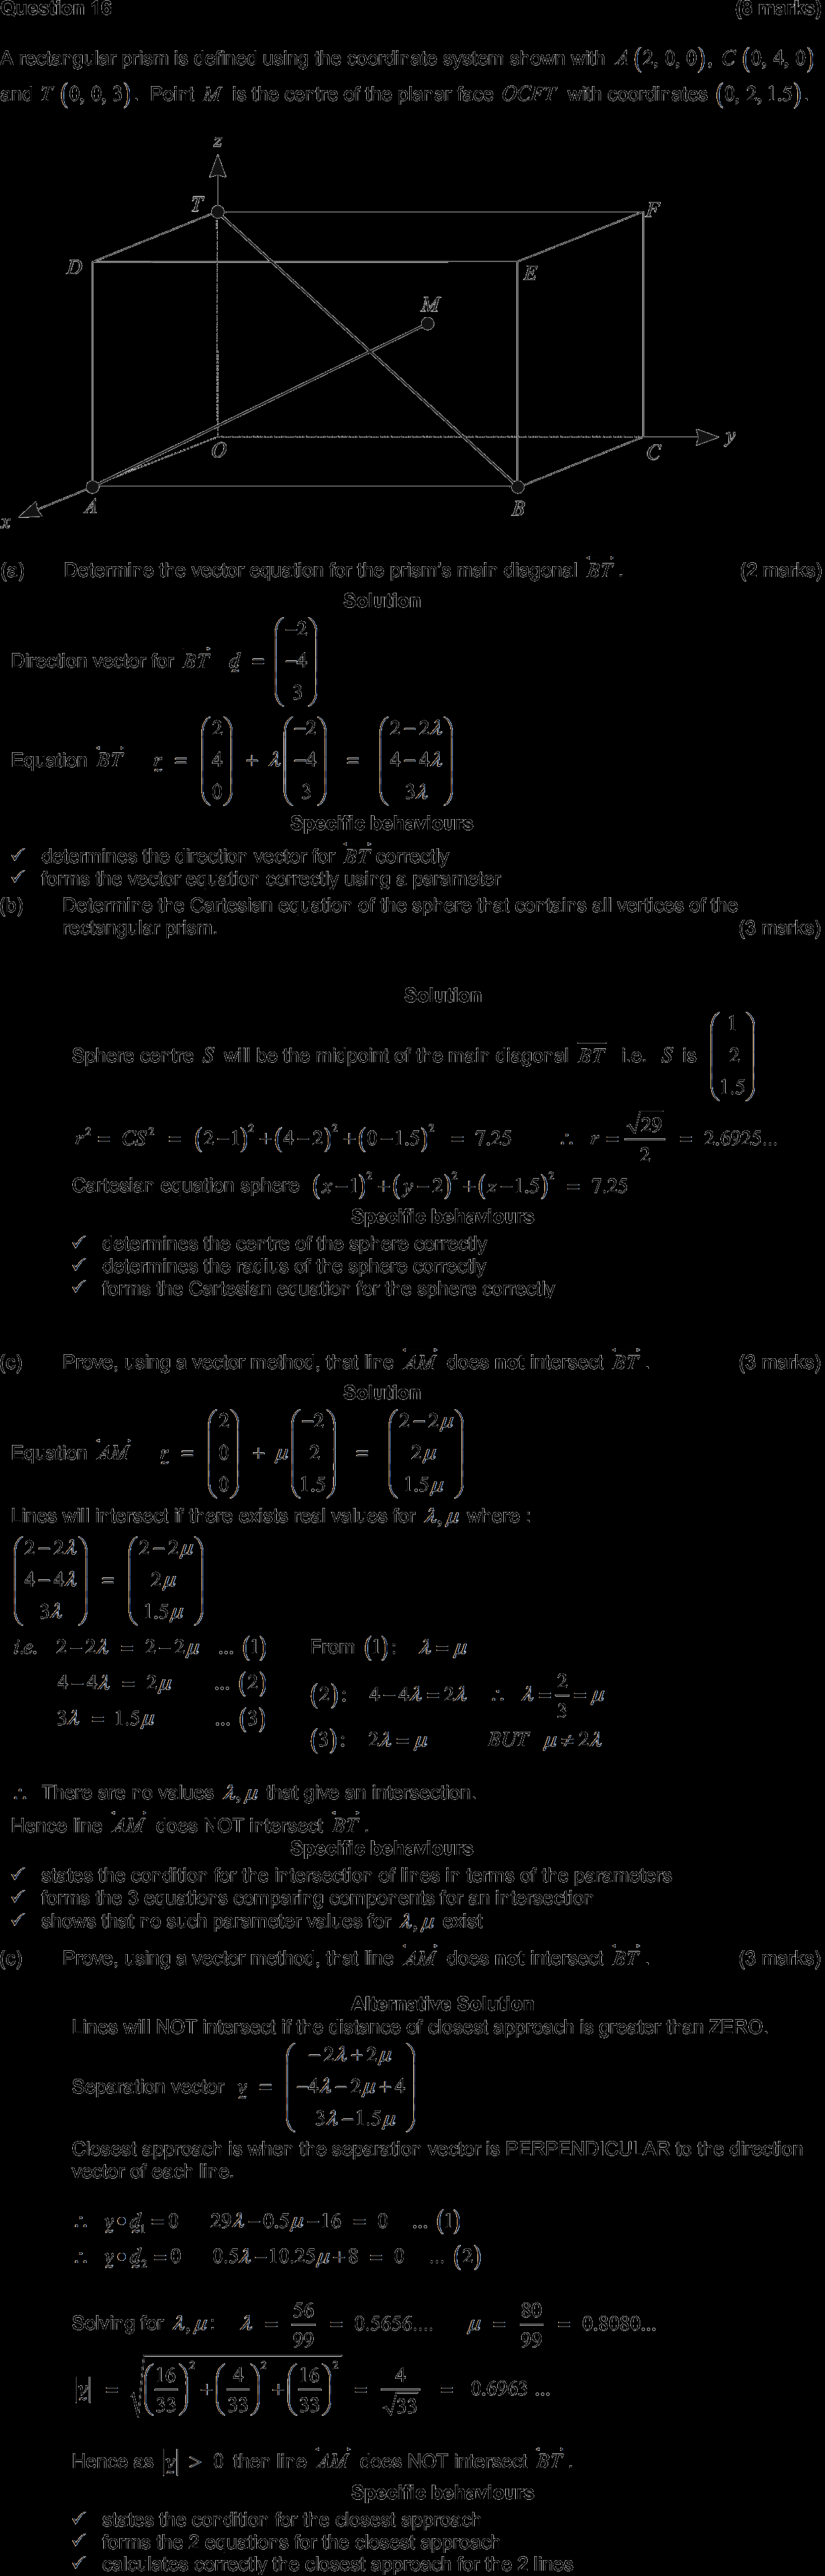 Question 16 (8 marks)
A rectangular prism is defined using the coordinate system shown with A (2, 0, 0), C (0, 4, 0)
and T (0, 0, 3). Point M is the centre of the planar face OCFT with coordinates (0, 2, 1.5).
z
T
F
D
E
M
O
C
y
A
B
x
(a) Determine the vector equation for the prism's main diagonal BT. (2 marks)
Solution
Direction vector for BT d = (−2, −4, 3)
Equation BT r = (2, 4, 0) + λ(−2, −4, 3) = (2−2λ, 4−4λ, 3λ)
Specific behaviours
✓ determines the direction vector for BT correctly
✓ forms the vector equation correctly using a parameter
(b) Determine the Cartesian equation of the sphere that contains all vertices of the
rectangular prism. (3 marks)
Solution
Sphere centre S will be the midpoint of the main diagonal BT i.e. S is (1, 2, 1.5)
r² = CS² = (2−1)² + (4−2)² + (0−1.5)² = 7.25 ∴ r = √29/2 = 2.6925...
Cartesian equation sphere (x−1)² + (y−2)² + (z−1.5)² = 7.25
Specific behaviours
✓ determines the centre of the sphere correctly
✓ determines the radius of the sphere correctly
✓ forms the Cartesian equation for the sphere correctly
(c) Prove, using a vector method, that line AM does not intersect BT. (3 marks)
Solution
Equation AM r = (2, 0, 0) + μ(−2, 2, 1.5) = (2−2μ, 2μ, 1.5μ)
Lines will intersect if there exists real values for λ, μ where :
(2−2λ, 4−4λ, 3λ) = (2−2μ, 2μ, 1.5μ)
i.e. 2−2λ = 2−2μ ... (1) From (1): λ = μ
4−4λ = 2μ ... (2) (2): 4−4λ = 2λ ∴ λ = 2/3 = μ
3λ = 1.5μ ... (3) (3): 2λ = μ BUT μ ≠ 2λ
∴ There are no values λ, μ that give an intersection.
Hence line AM does NOT intersect BT.
Specific behaviours
✓ states the condition for the intersection of lines in terms of the parameters
✓ forms the 3 equations comparing components for an intersection
✓ shows that no such parameter values for λ, μ exist
(c) Prove, using a vector method, that line AM does not intersect BT. (3 marks)
Alternative Solution
Lines will NOT intersect if the distance of closest approach is greater than ZERO.
Separation vector v = (−2λ+2μ, −4λ−2μ+4, 3λ−1.5μ)
Closest approach is when the separation vector is PERPENDICULAR to the direction
vector of each line.
∴ v∘d₁ = 0 29λ−0.5μ−16 = 0 ... (1)
∴ v∘d₂ = 0 0.5λ−10.25μ+8 = 0 ... (2)
Solving for λ, μ: λ = 56/99 = 0.5656.... μ = 80/99 = 0.8080...
|v| = √((16/33)² + (4/33)² + (16/33)²) = 4/√33 = 0.6963 ...
Hence as |v| > 0 then line AM does NOT intersect BT.
Specific behaviours
✓ states the condition for the closest approach
✓ forms the 2 equations for the closest approach
✓ calculates correctly the closest approach for the 2 lines